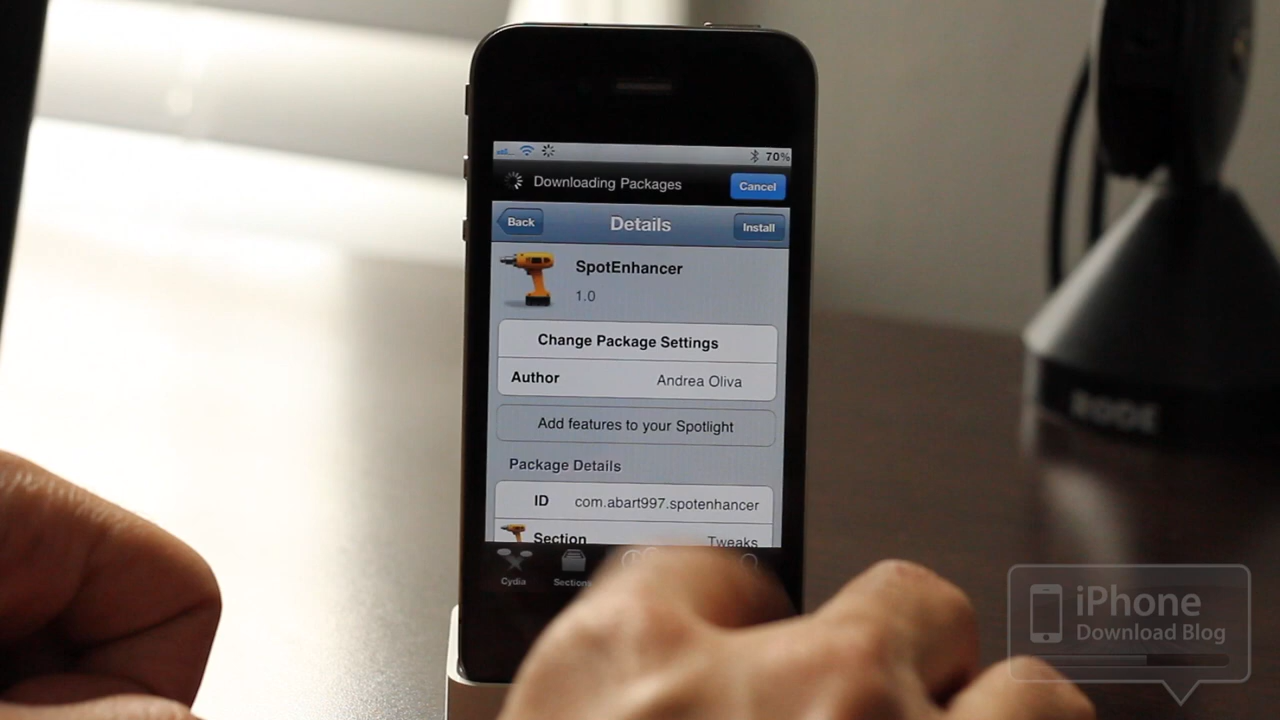 70%
Downloading Packages
Cancel
Back
Details
Install
SpotEnhancer
1.0
Change Package Settings
Author
Andrea Oliva
Add features to your Spotlight
Package Details
ID
com.abart997.spotenhancer
Section
Tweaks
Cydia
Sections
RODE
iPhone
Download Blog